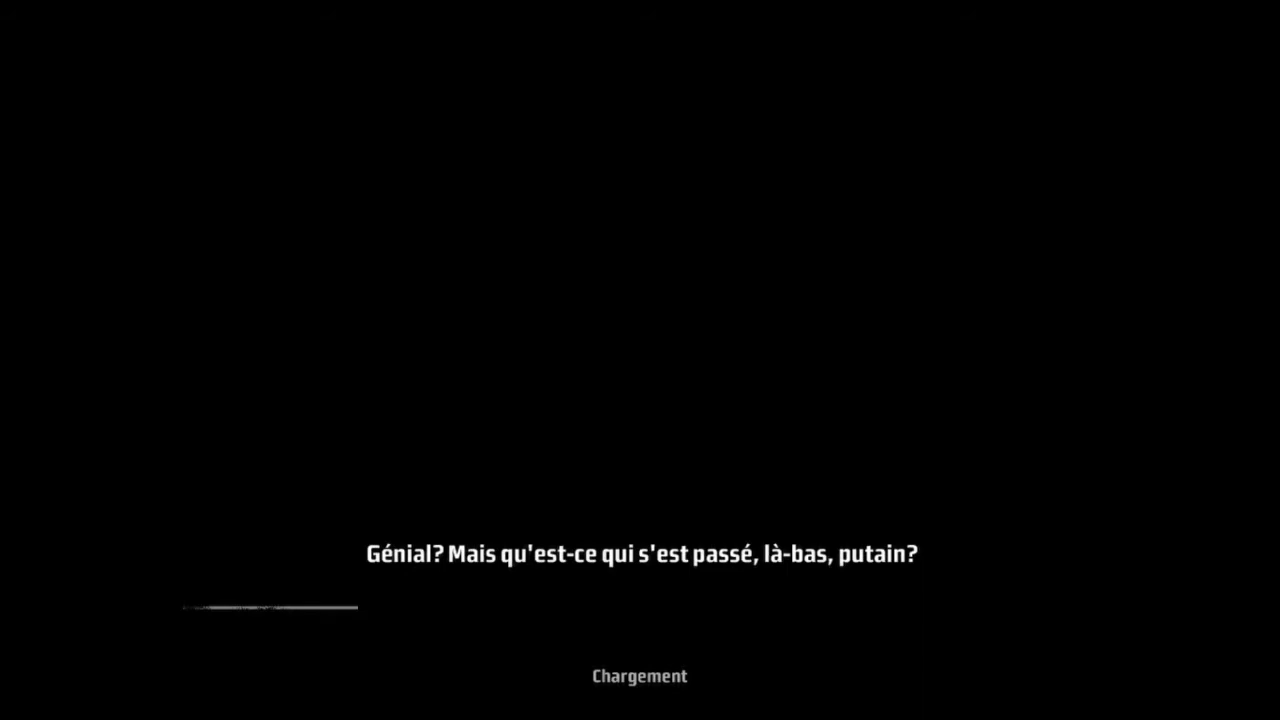 Génial? Mais qu'est-ce qui s'est passé, là-bas, putain?
Chargement